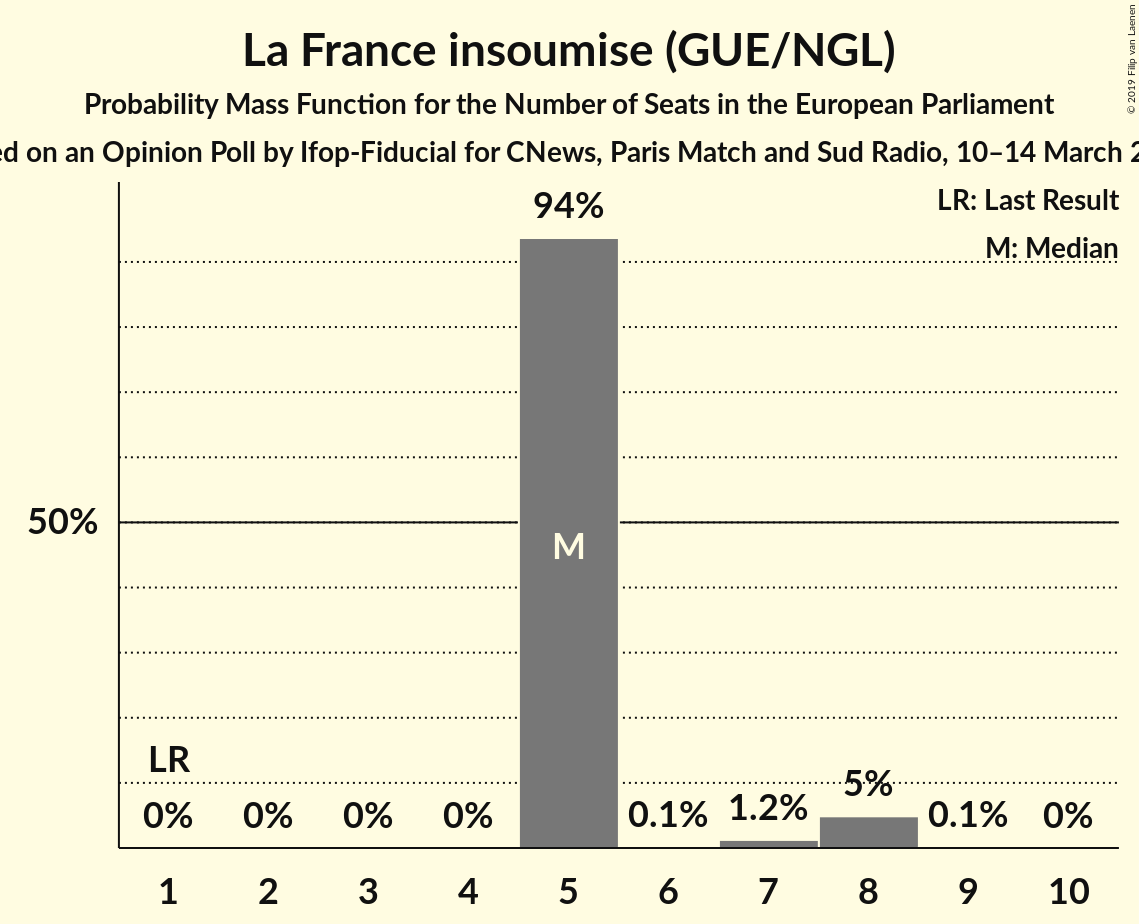 La France insoumise (GUE/NGL)
Probability Mass Function for the Number of Seats in the European Parliament
on an Opinion Poll by Ifop-Fiducial for CNews, Paris Match and Sud Radio, 10–14 March
© 2019 Filip van Laenen
LR: Last Result
M: Median
94%
50%
M
LR
0% 0% 0% 0% 0.1% 1.2% 5% 0.1% 0%
1 2 3 4 5 6 7 8 9 10